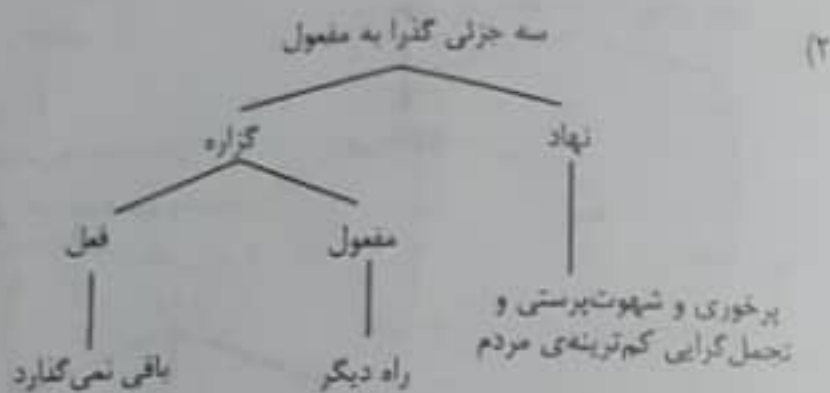 ۲)
سه جزئی گذرا به مفعول
نهاد
گزاره
مفعول
فعل
پرخوری و شهوت‌پرستی و
تجمل‌گرایی کم‌ترینه‌ی مردم
راه دیگر
باقی نمی‌گذارد